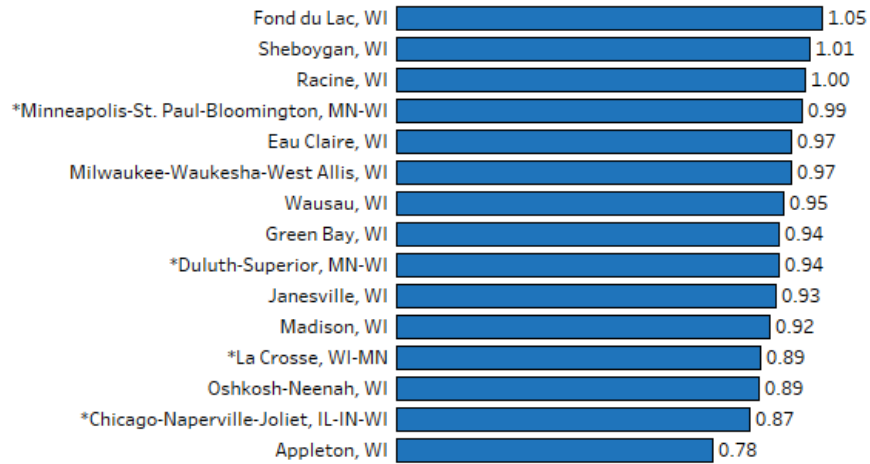 Fond du Lac, WI 1.05
Sheboygan, WI 1.01
Racine, WI 1.00
*Minneapolis-St. Paul-Bloomington, MN-WI 0.99
Eau Claire, WI 0.97
Milwaukee-Waukesha-West Allis, WI 0.97
Wausau, WI 0.95
Green Bay, WI 0.94
*Duluth-Superior, MN-WI 0.94
Janesville, WI 0.93
Madison, WI 0.92
*La Crosse, WI-MN 0.89
Oshkosh-Neenah, WI 0.89
*Chicago-Naperville-Joliet, IL-IN-WI 0.87
Appleton, WI 0.78